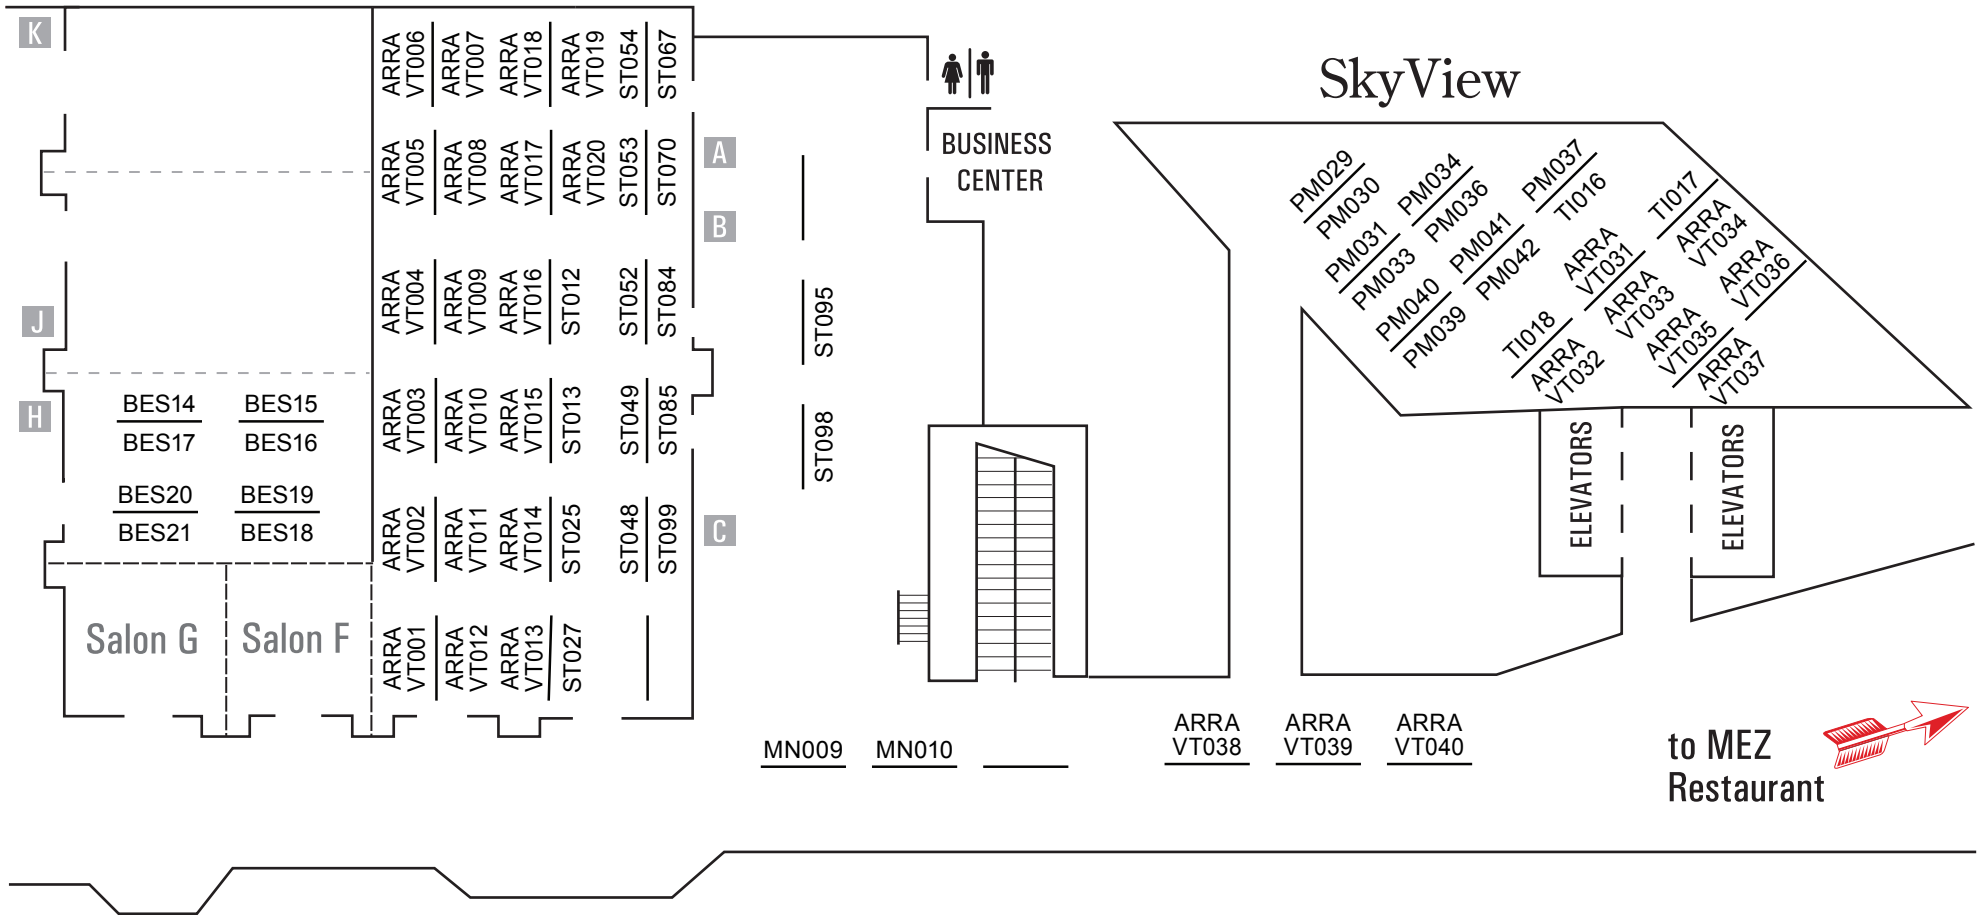 K
ARRA
VT006
ARRA
VT007
ARRA
VT018
ARRA
VT019
ST054
ST067
ARRA
VT005
ARRA
VT008
ARRA
VT017
ARRA
VT020
ST053
ST070
A
B
ARRA
VT004
ARRA
VT009
ARRA
VT016
ST012
ST052
ST084
J
ARRA
VT003
ARRA
VT010
ARRA
VT015
ST013
ST049
ST085
H
BES14
BES15
BES17
BES16
BES20
BES19
BES21
BES18
ARRA
VT002
ARRA
VT011
ARRA
VT014
ST025
ST048
ST099
C
Salon G
Salon F
ARRA
VT001
ARRA
VT012
ARRA
VT013
ST027
ST095
ST098
BUSINESS
CENTER
SkyView
PM029
PM030
PM031
PM033
PM034
PM036
PM040
PM039
PM041
PM042
PM037
TI016
TI018
ARRA
VT032
ARRA
VT031
ARRA
VT033
TI017
ARRA
VT034
ARRA
VT035
ARRA
VT037
ARRA
VT036
ELEVATORS
ELEVATORS
MN009
MN010
ARRA
VT038
ARRA
VT039
ARRA
VT040
to MEZ
Restaurant